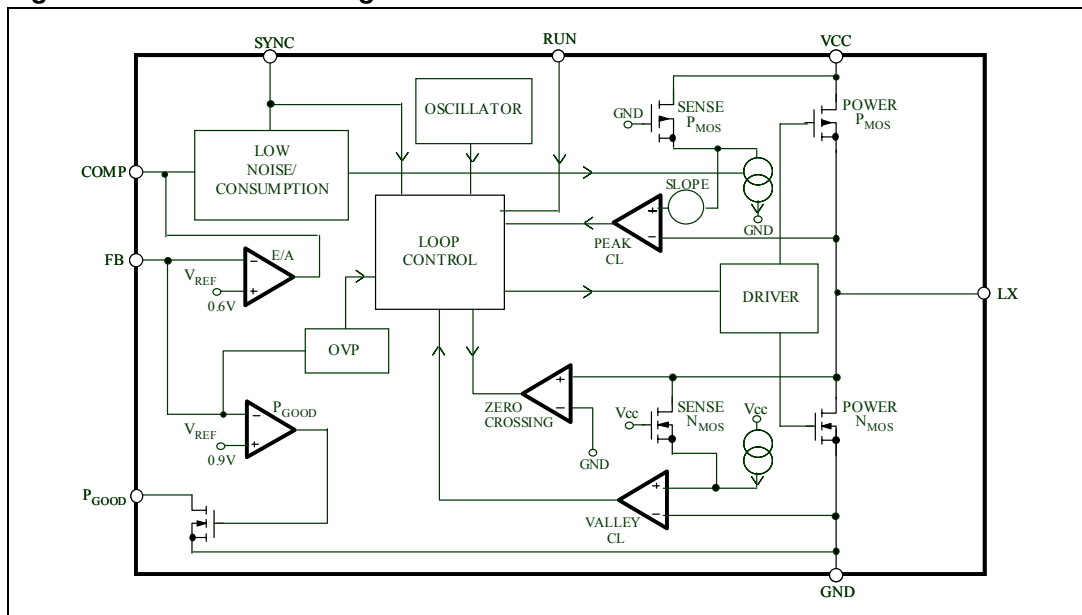 SYNC
RUN
VCC
OSCILLATOR
GND
SENSE
PMOS
POWER
PMOS
LOW
NOISE/
CONSUMPTION
COMP
SLOPE
GND
LOOP
CONTROL
PEAK
CL
E/A
FB
VREF
0.6V
DRIVER
LX
OVP
ZERO
CROSSING
GND
PGOOD
VREF
0.9V
Vcc
SENSE
NMOS
Vcc
POWER
NMOS
PGOOD
VALLEY
CL
GND